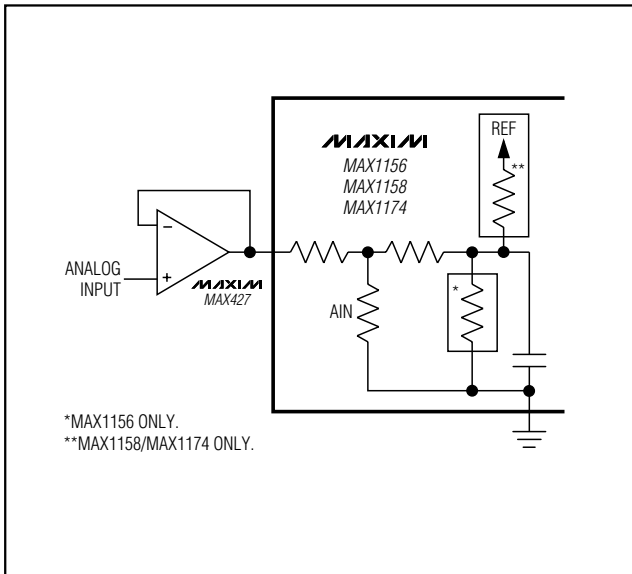 REF
MAXIM
**
MAX1156
MAX1158
MAX1174
−
ANALOG
INPUT
+
MAXIM
MAX427
AIN
*
*MAX1156 ONLY.
**MAX1158/MAX1174 ONLY.